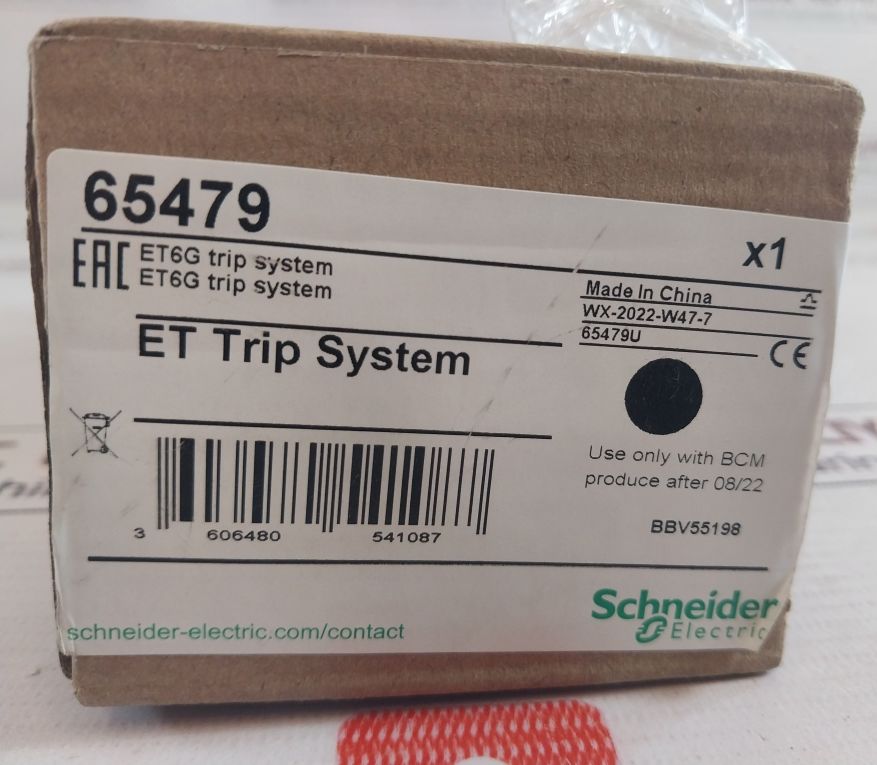 65479
x1
EAC
ET6G trip system
ET6G trip system
Made In China
WX-2022-W47-7
65479U
CE
ET Trip System
Use only with BCM
produce after 08/22
3 606480 541087
BBV55198
schneider-electric.com/contact
Schneider
Electric